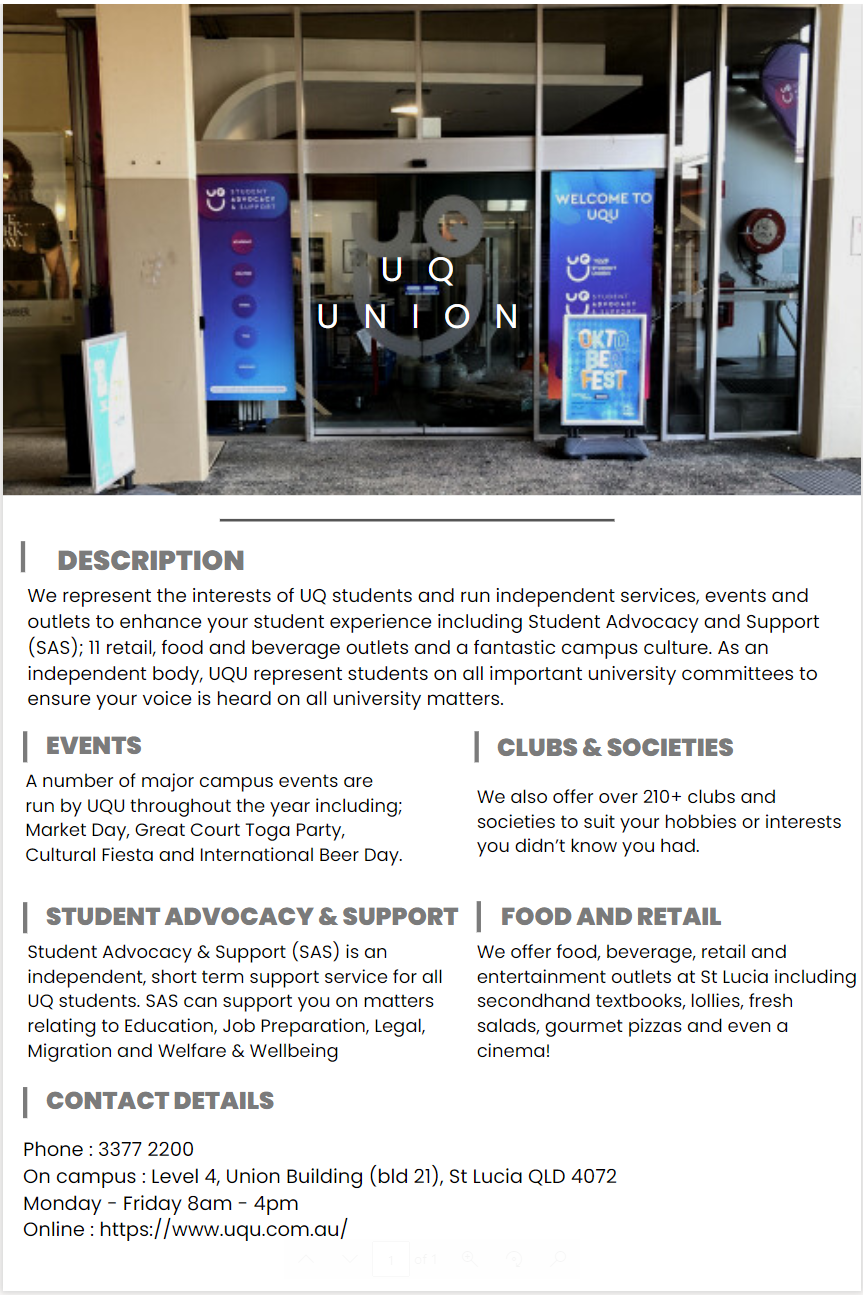 STUDENT
ADVOCACY
& SUPPORT
WELCOME TO
UQU
STUDENT
ADVOCACY
& SUPPORT
OKTO
BER
FEST
UQ
UNION
DESCRIPTION
We represent the interests of UQ students and run independent services, events and
outlets to enhance your student experience including Student Advocacy and Support
(SAS); 11 retail, food and beverage outlets and a fantastic campus culture. As an
independent body, UQU represent students on all important university committees to
ensure your voice is heard on all university matters.
EVENTS
A number of major campus events are
run by UQU throughout the year including;
Market Day, Great Court Toga Party,
Cultural Fiesta and International Beer Day.
CLUBS & SOCIETIES
We also offer over 210+ clubs and
societies to suit your hobbies or interests
you didn’t know you had.
STUDENT ADVOCACY & SUPPORT
Student Advocacy & Support (SAS) is an
independent, short term support service for all
UQ students. SAS can support you on matters
relating to Education, Job Preparation, Legal,
Migration and Welfare & Wellbeing
FOOD AND RETAIL
We offer food, beverage, retail and
entertainment outlets at St Lucia including
secondhand textbooks, lollies, fresh
salads, gourmet pizzas and even a
cinema!
CONTACT DETAILS
Phone : 3377 2200
On campus : Level 4, Union Building (bld 21), St Lucia QLD 4072
Monday - Friday 8am - 4pm
Online : https://www.uqu.com.au/